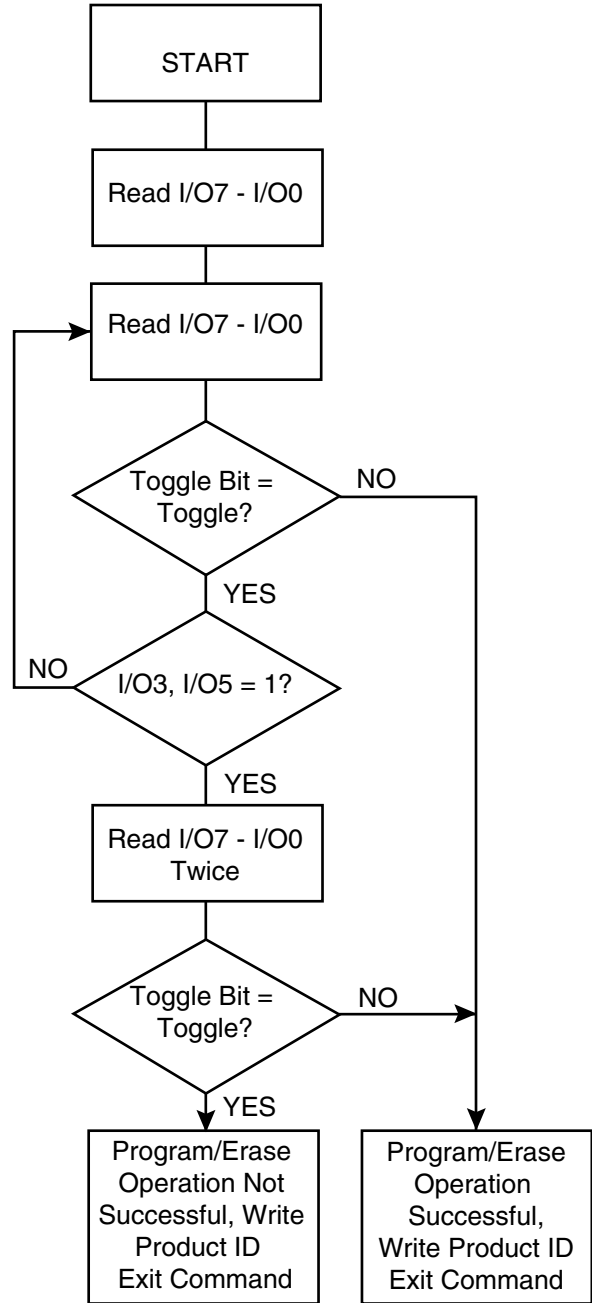 START
Read I/O7 - I/O0
Read I/O7 - I/O0
Toggle Bit =
Toggle?
NO
YES
NO
I/O3, I/O5 = 1?
YES
Read I/O7 - I/O0
Twice
Toggle Bit =
Toggle?
NO
YES
Program/Erase
Operation Not
Successful, Write
Product ID
Exit Command
Program/Erase
Operation
Successful,
Write Product ID
Exit Command